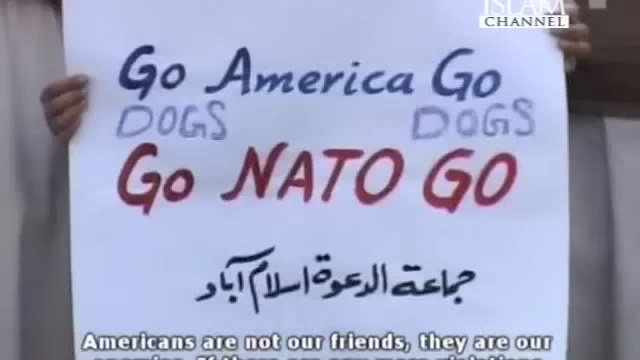 ISLAM
CHANNEL
Go America Go
DOGS DOGS
Go NATO GO
جماعة الدعوة اسلام آباد
Americans are not our friends, they are our